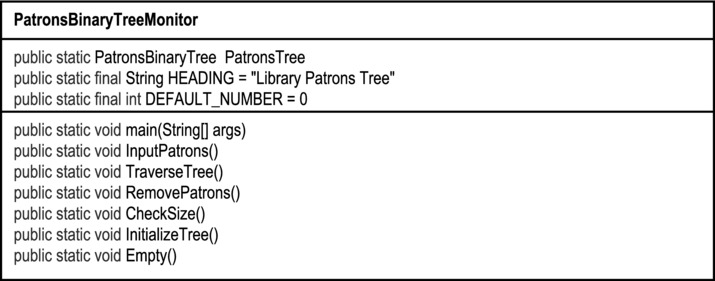 PatronsBinaryTreeMonitor
public static PatronsBinaryTree PatronsTree
public static final String HEADING = "Library Patrons Tree"
public static final int DEFAULT_NUMBER = 0
public static void main(String[] args)
public static void InputPatrons()
public static void TraverseTree()
public static void RemovePatrons()
public static void CheckSize()
public static void InitializeTree()
public static void Empty()